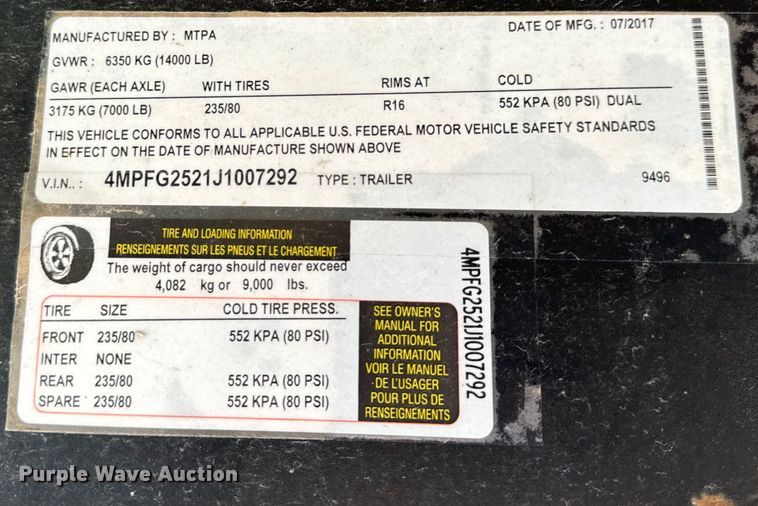 MANUFACTURED BY : MTPA DATE OF MFG. : 07/2017
GVWR : 6350 KG (14000 LB)
GAWR (EACH AXLE) WITH TIRES RIMS AT COLD
3175 KG (7000 LB) 235/80 R16 552 KPA (80 PSI) DUAL
THIS VEHICLE CONFORMS TO ALL APPLICABLE U.S. FEDERAL MOTOR VEHICLE SAFETY STANDARDS
IN EFFECT ON THE DATE OF MANUFACTURE SHOWN ABOVE
V.I.N.. : 4MPFG2521J1007292 TYPE : TRAILER 9496
TIRE AND LOADING INFORMATION
RENSEIGNEMENTS SUR LES PNEUS ET LE CHARGEMENT
The weight of cargo should never exceed
4,082 kg or 9,000 lbs.
TIRE SIZE COLD TIRE PRESS.
FRONT 235/80 552 KPA (80 PSI)
INTER NONE
REAR 235/80 552 KPA (80 PSI)
SPARE 235/80 552 KPA (80 PSI)
SEE OWNER'S
MANUAL FOR
ADDITIONAL
INFORMATION
VOIR LE MANUEL
DE L'USAGER
POUR PLUS DE
RENSEIGNEMENTS
4MPFG2521J1007292
Purple Wave Auction